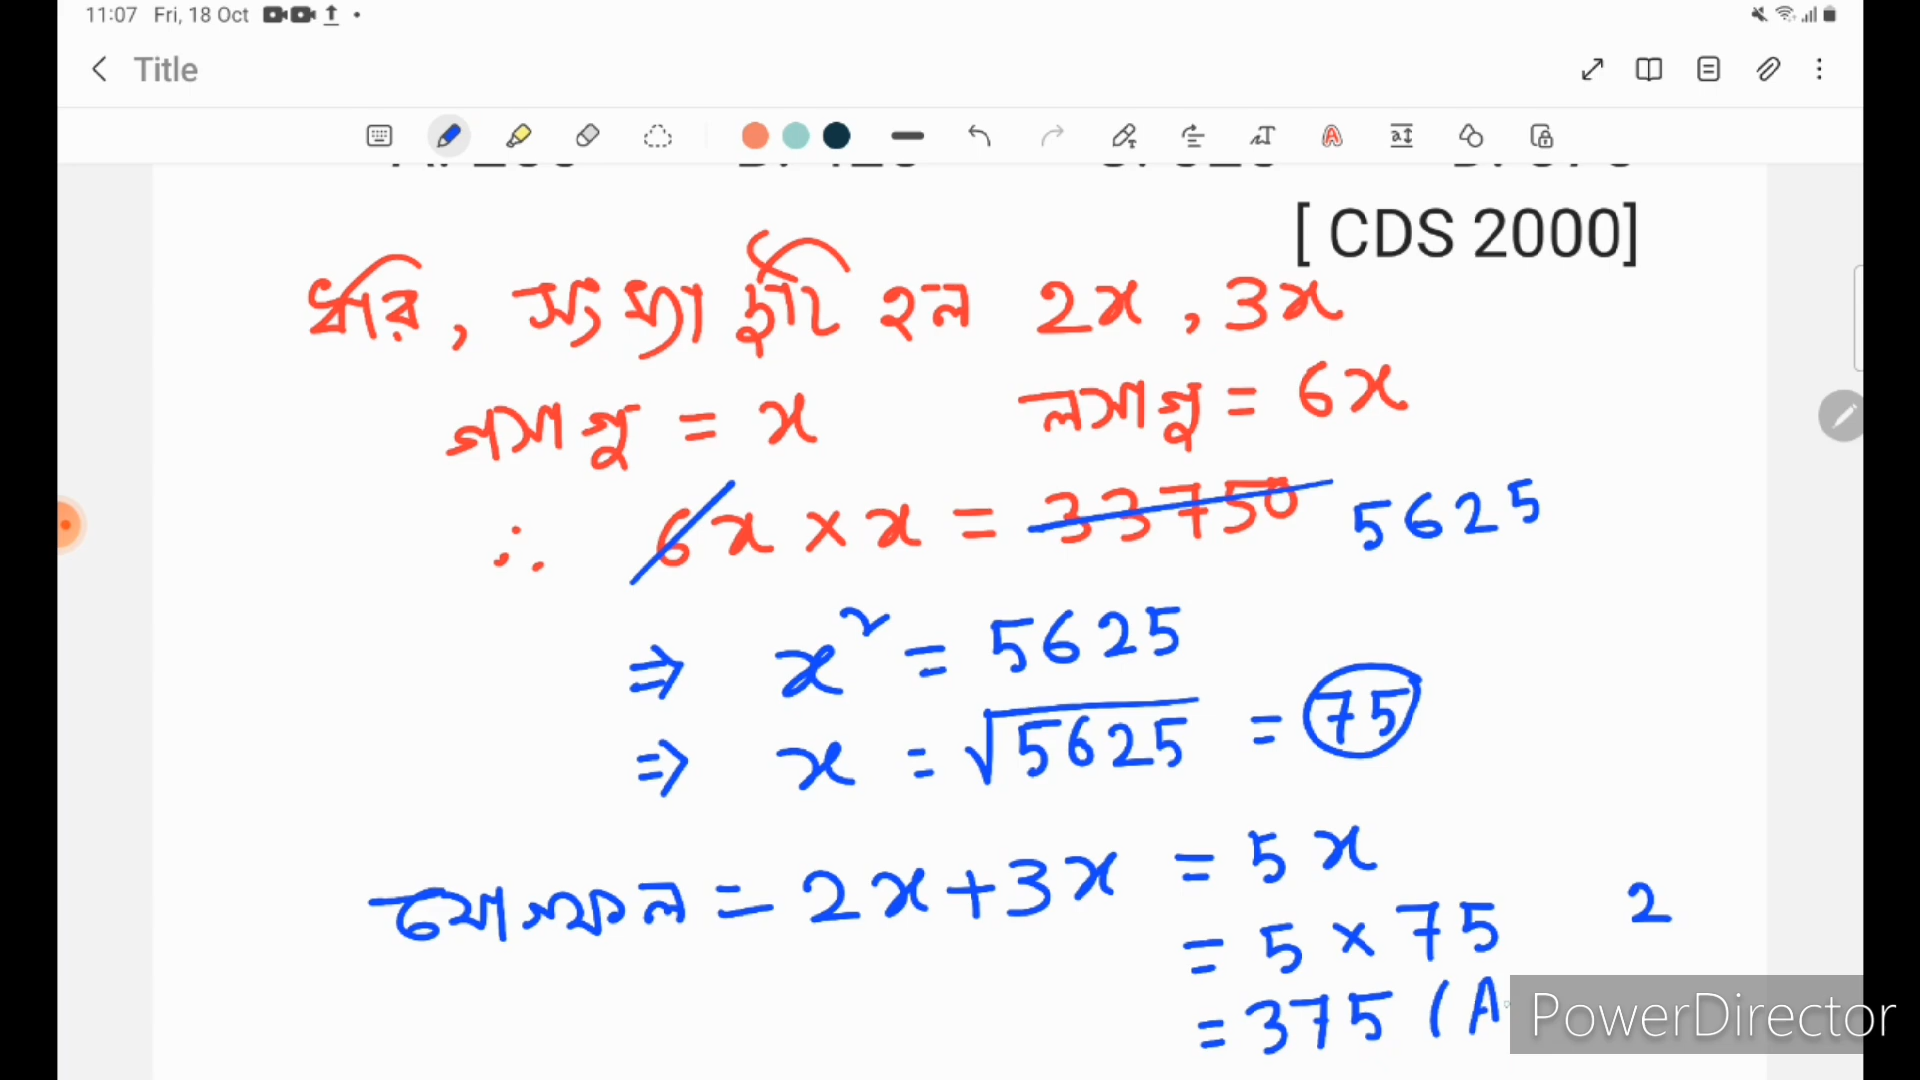 11:07 Fri, 18 Oct
Title
[ CDS 2000]
ধরি, সংখ্যা দুটি হল 2x, 3x
গসাগু = x লসাগু = 6x
∴ 6x × x = 33750 5625
⇒ x² = 5625
⇒ x = √5625 = 75
যোগফল = 2x + 3x = 5x
= 5 × 75 2
= 375 (A
PowerDirector